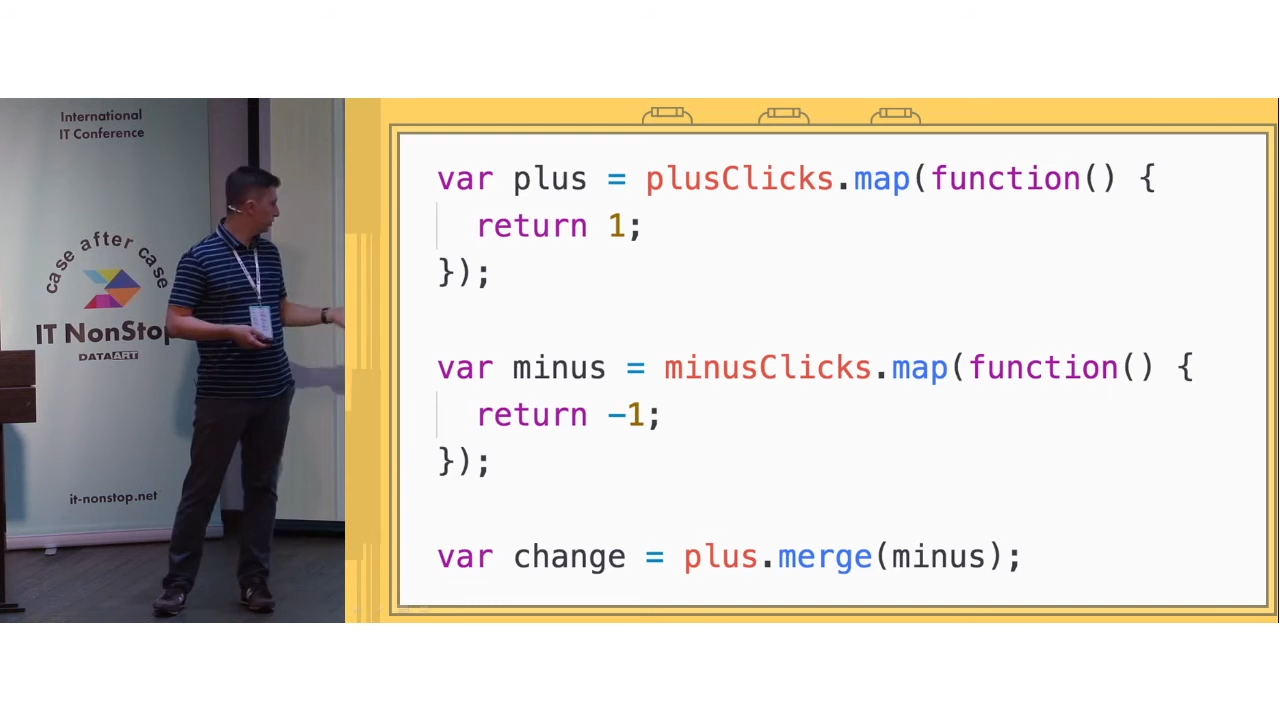 International
IT Conference
case after case
IT NonStop
DATAART
it-nonstop.net
var plus = plusClicks.map(function() {
  return 1;
});
var minus = minusClicks.map(function() {
  return -1;
});
var change = plus.merge(minus);